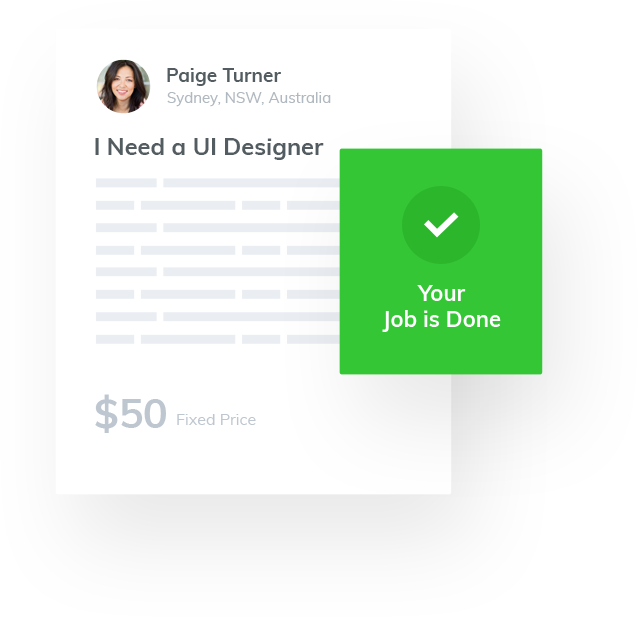 Paige Turner
Sydney, NSW, Australia
I Need a UI Designer
Your
Job is Done
$50 Fixed Price